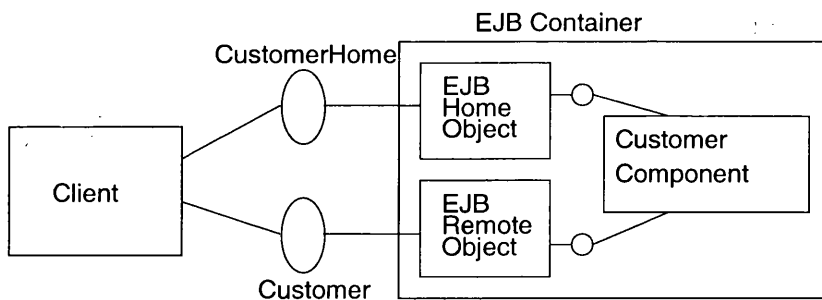 EJB Container
CustomerHome
EJB
Home
Object
Customer
Component
Client
EJB
Remote
Object
Customer